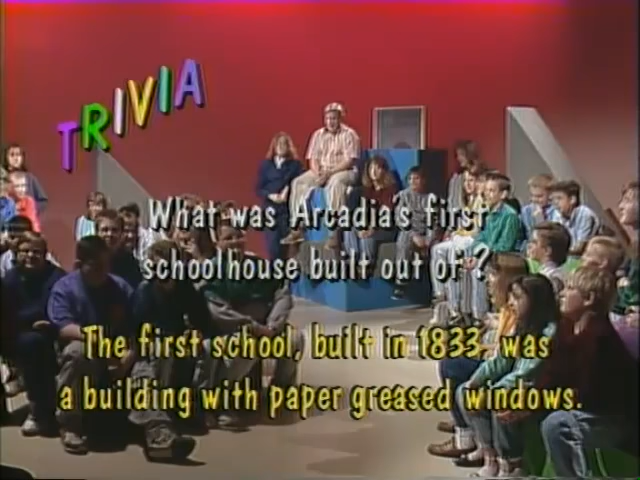 TRIVIA
What was Arcadia's first
schoolhouse built out of ?
The first school, built in 1833, was
a building with paper greased windows.